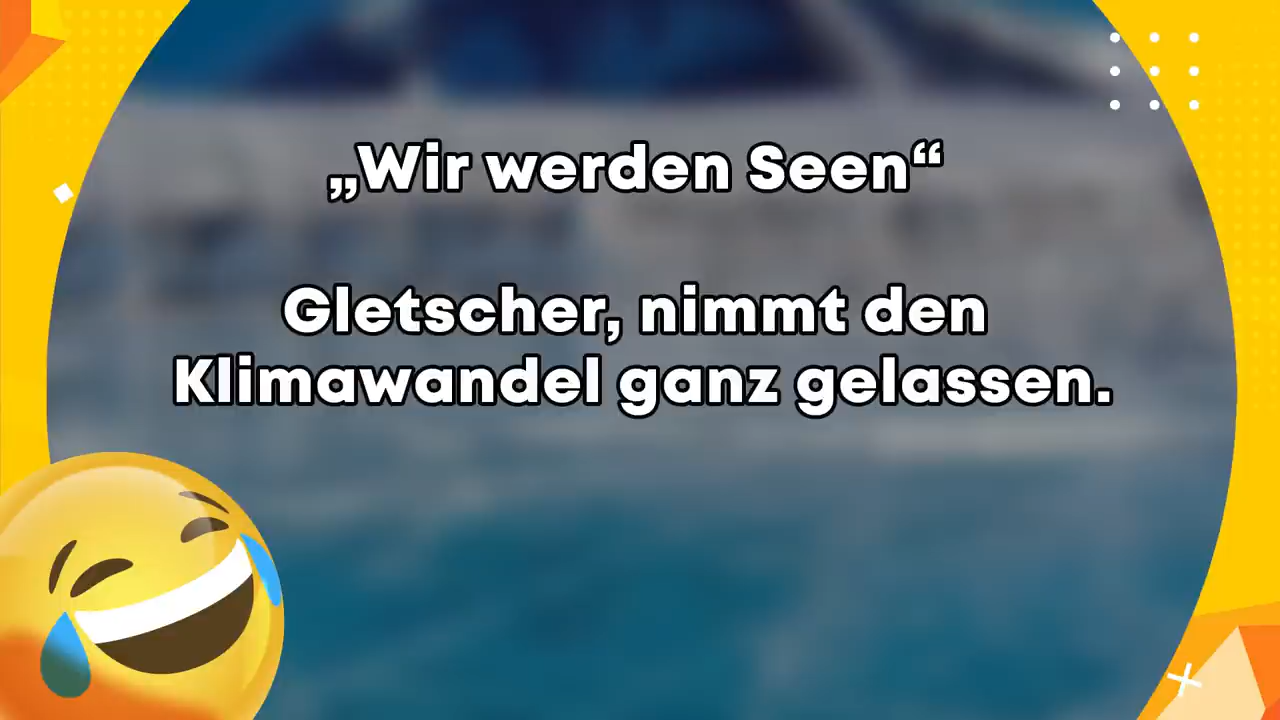 „Wir werden Seen“
Gletscher, nimmt den
Klimawandel ganz gelassen.